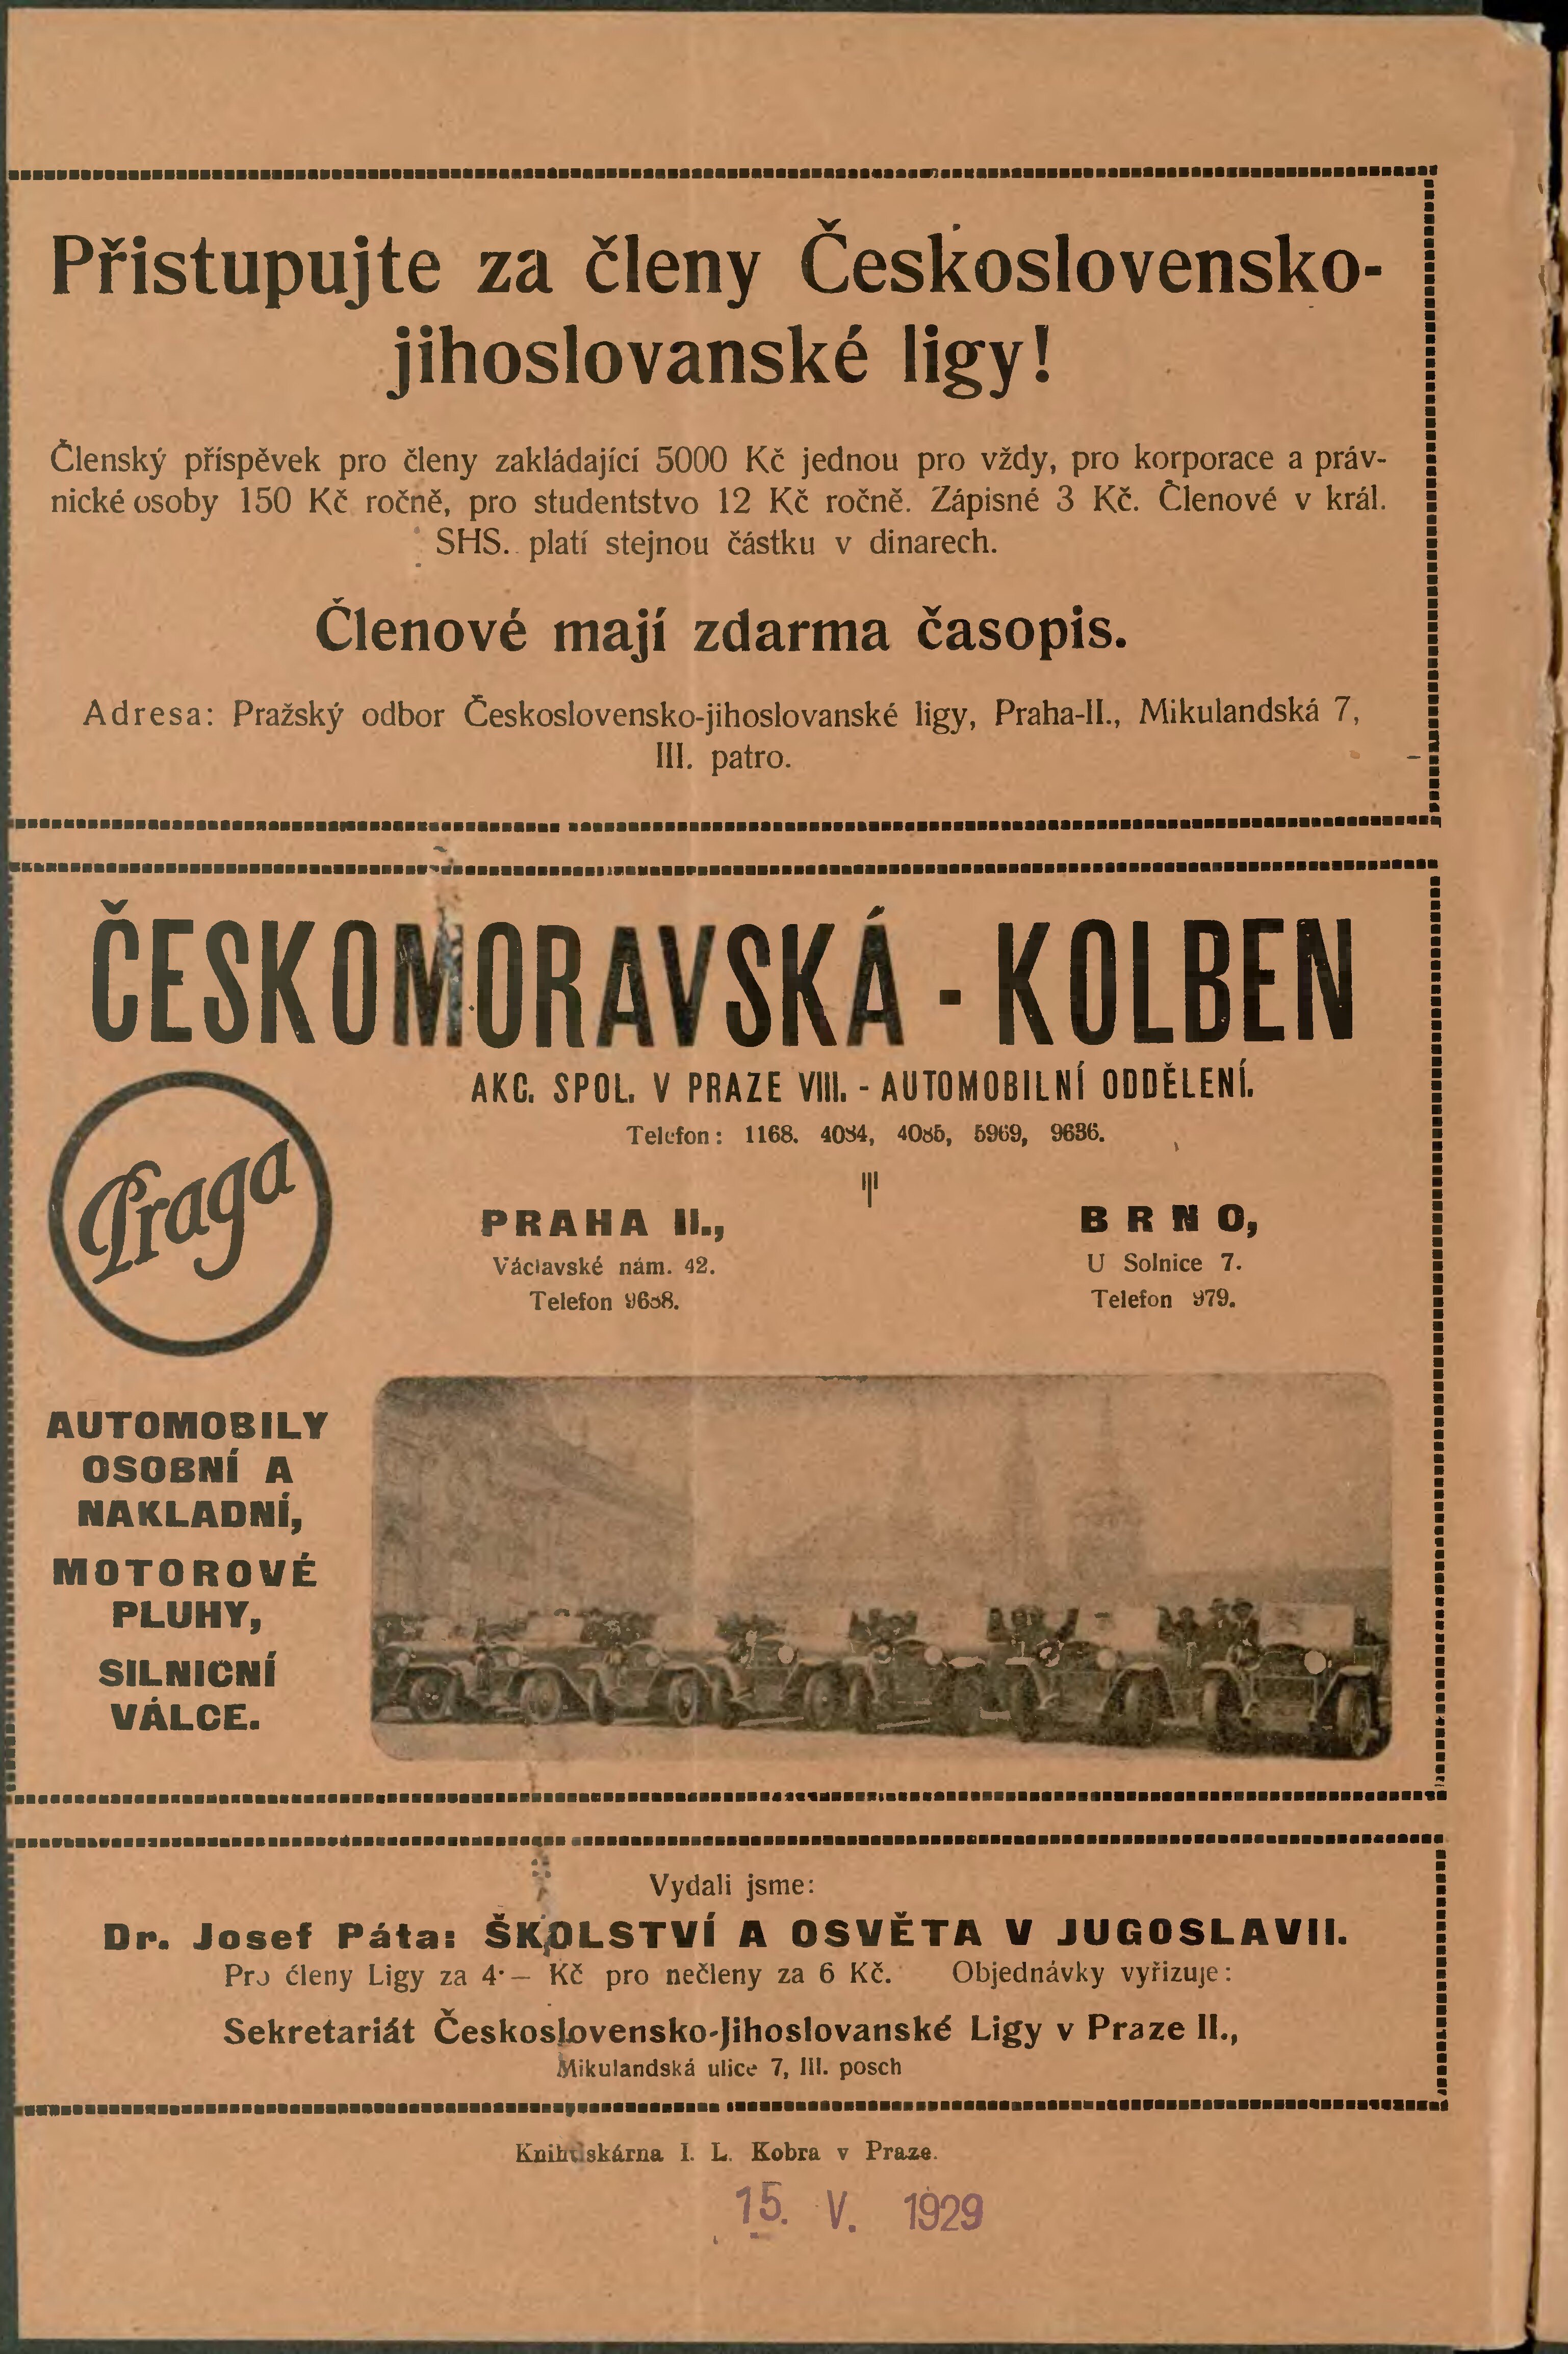 Přistupujte za členy Československo-
jihoslovanské ligy!
Členský příspěvek pro členy zakládající 5000 Kč jednou pro vždy, pro korporace a práv-
nické osoby 150 Kč ročně, pro studentstvo 12 Kč ročně. Zápisné 3 Kč. Členové v král.
SHS. platí stejnou částku v dinarech.
Členové mají zdarma časopis.
Adresa: Pražský odbor Československo-jihoslovanské ligy, Praha-II., Mikulandská 7,
III. patro.
ČESKOMORAVSKÁ - KOLBEN
AKC. SPOL. V PRAZE VIII. - AUTOMOBILNÍ ODDĚLENÍ.
Telefon: 1168. 4084, 4085, 5969, 9636.
Praga
PRAHA II.,
Václavské nám. 42.
Telefon
BRNO,
U Solnice 7.
Telefon 979.
AUTOMOBILY
OSOBNÍ A
NAKLADNÍ,
MOTOROVÉ
PLUHY,
SILNICNÍ
VÁLCE.
Vydali jsme:
Dr. Josef Páta: ŠKOLSTVÍ A OSVĚTA V JUGOSLAVII.
Pro členy Ligy za 4·— Kč pro nečleny za 6 Kč. Objednávky vyřizuje:
Sekretariát Československo-Jihoslovanské Ligy v Praze II.,
Mikulandská ulice 7, III. posch
Knihtiskárna I. L. Kobra v Praze.
15. V. 1929